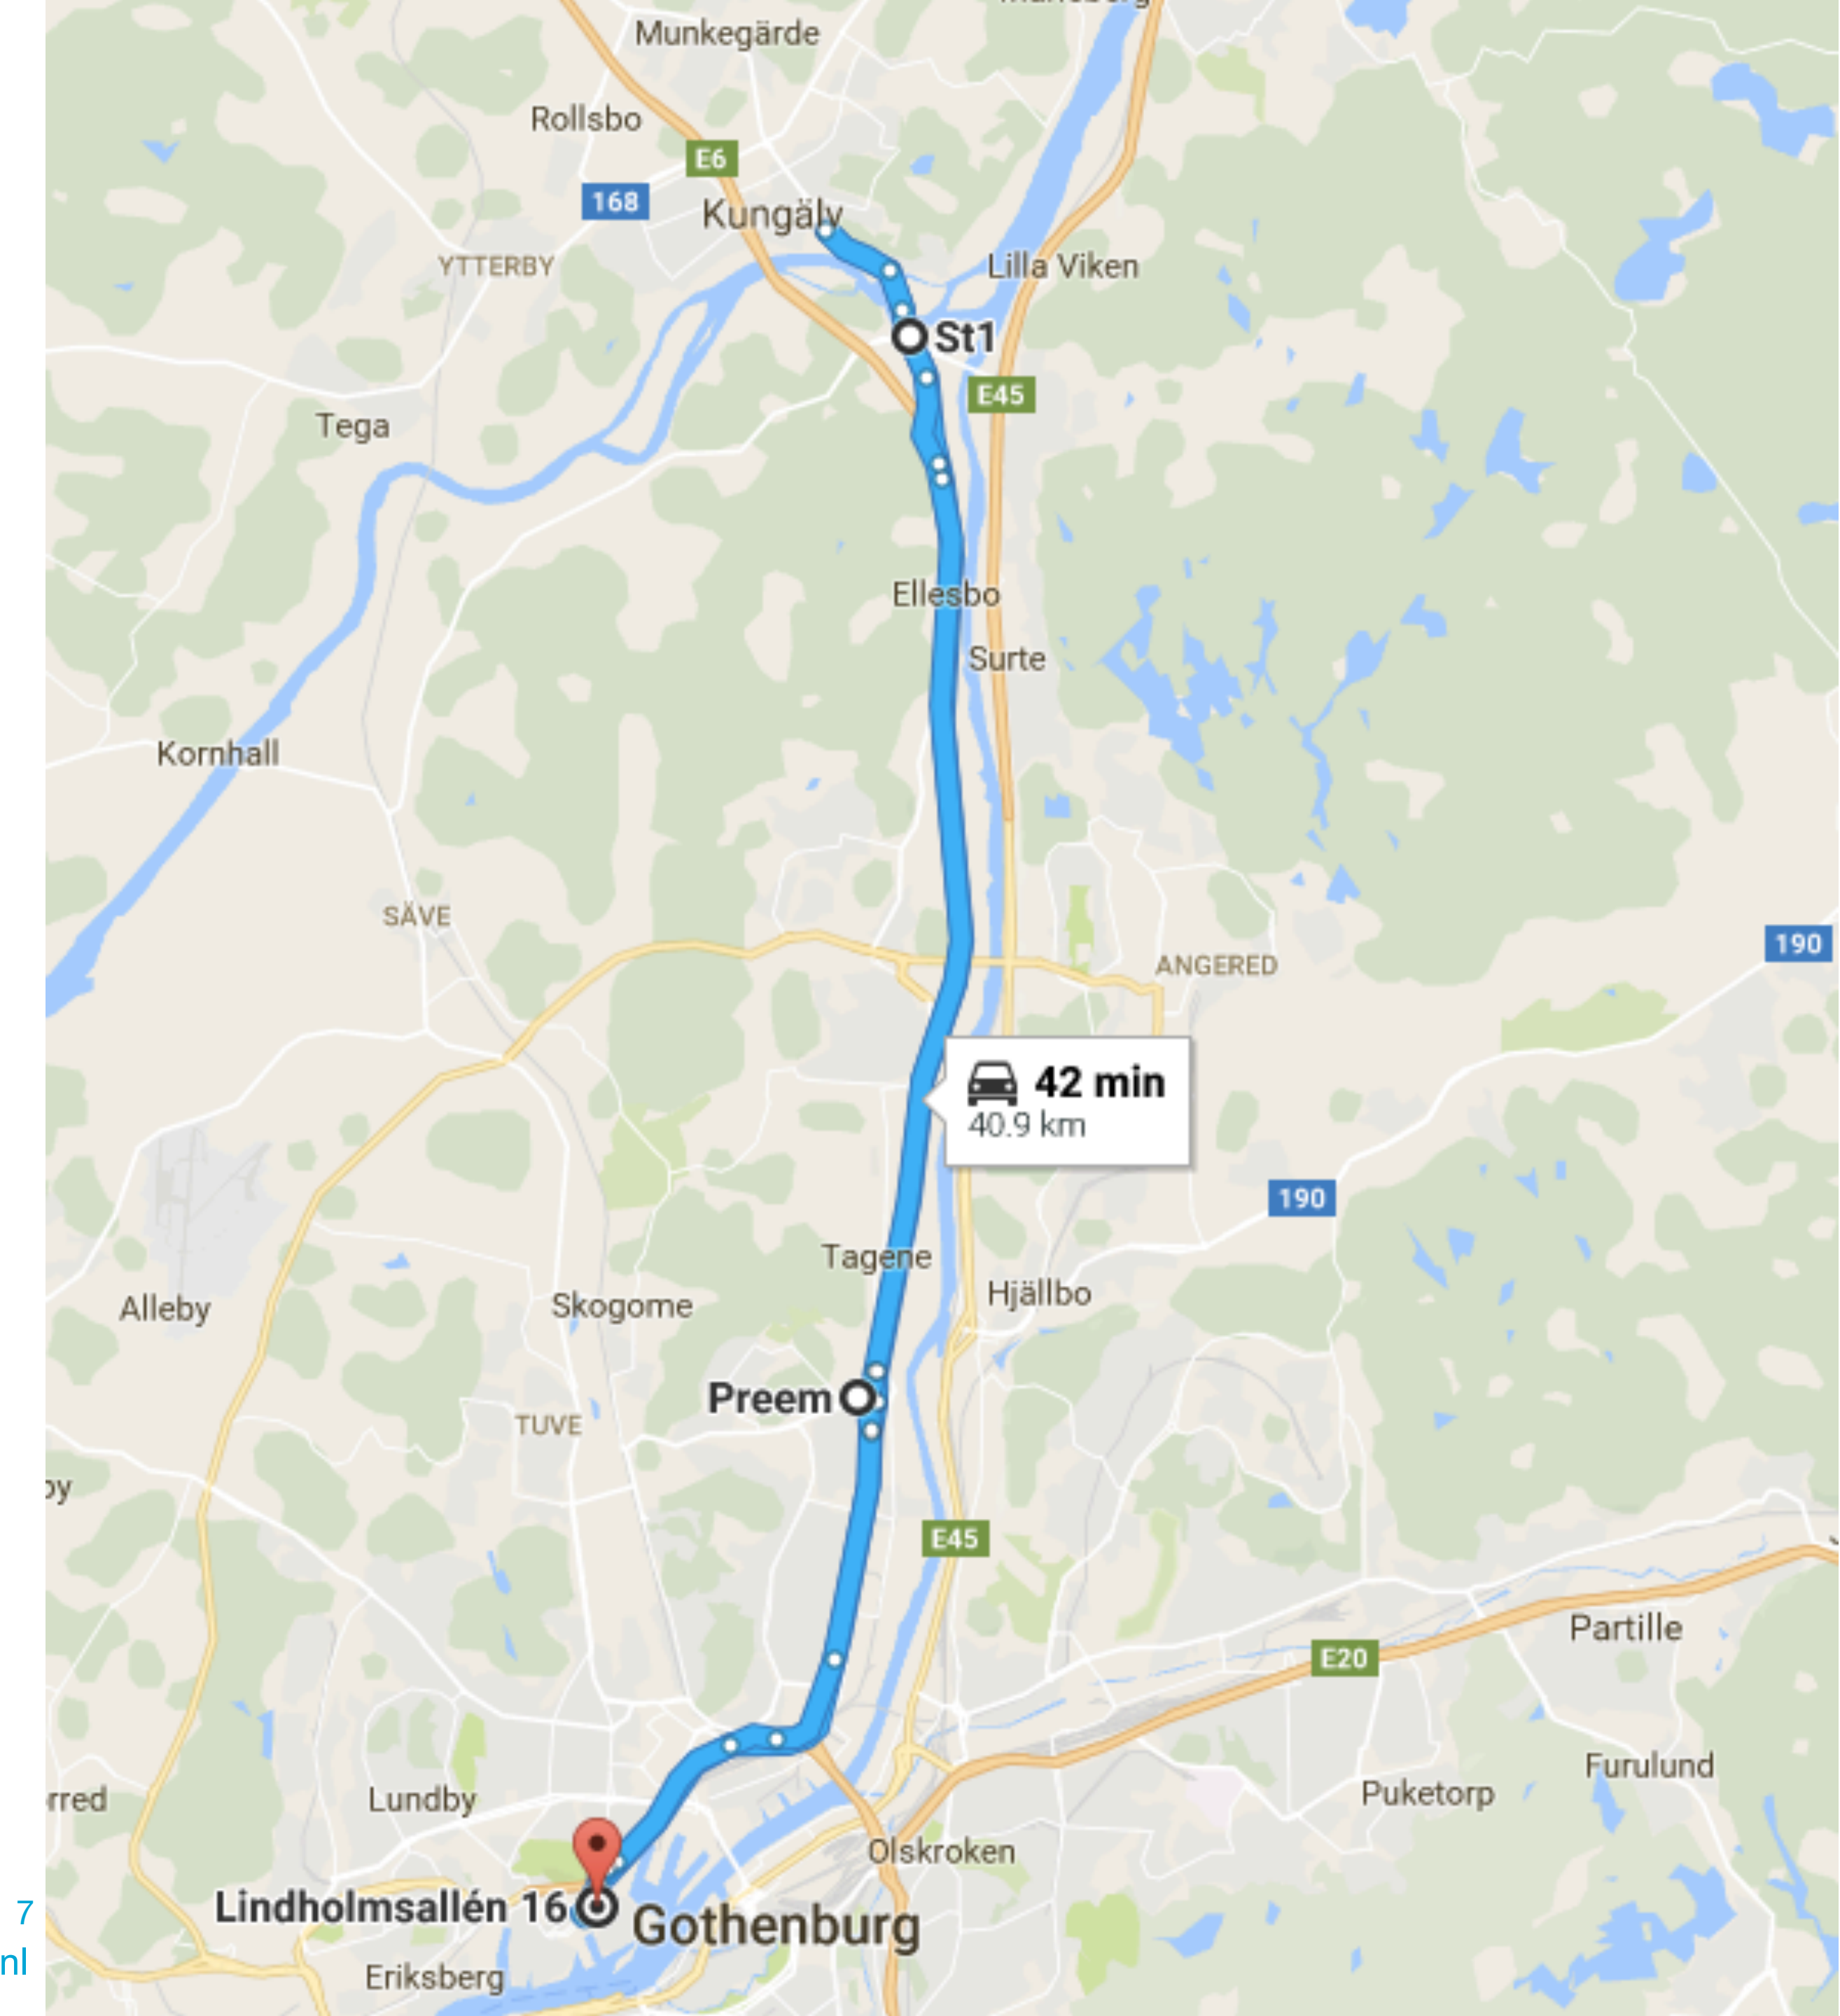 Munkegärde
Rollsbo
E6
168
Kungälv
YTTERBY
Lilla Viken
St1
E45
Tega
Ellesbo
Surte
Kornhall
SÄVE
190
ANGERED
42 min
40.9 km
190
Tagene
Hjällbo
Alleby
Skogome
Preem
TUVE
E45
Partille
E20
Furulund
Puketorp
Lundby
Olskroken
Lindholmsallén 16
Gothenburg
7
nl
Eriksberg